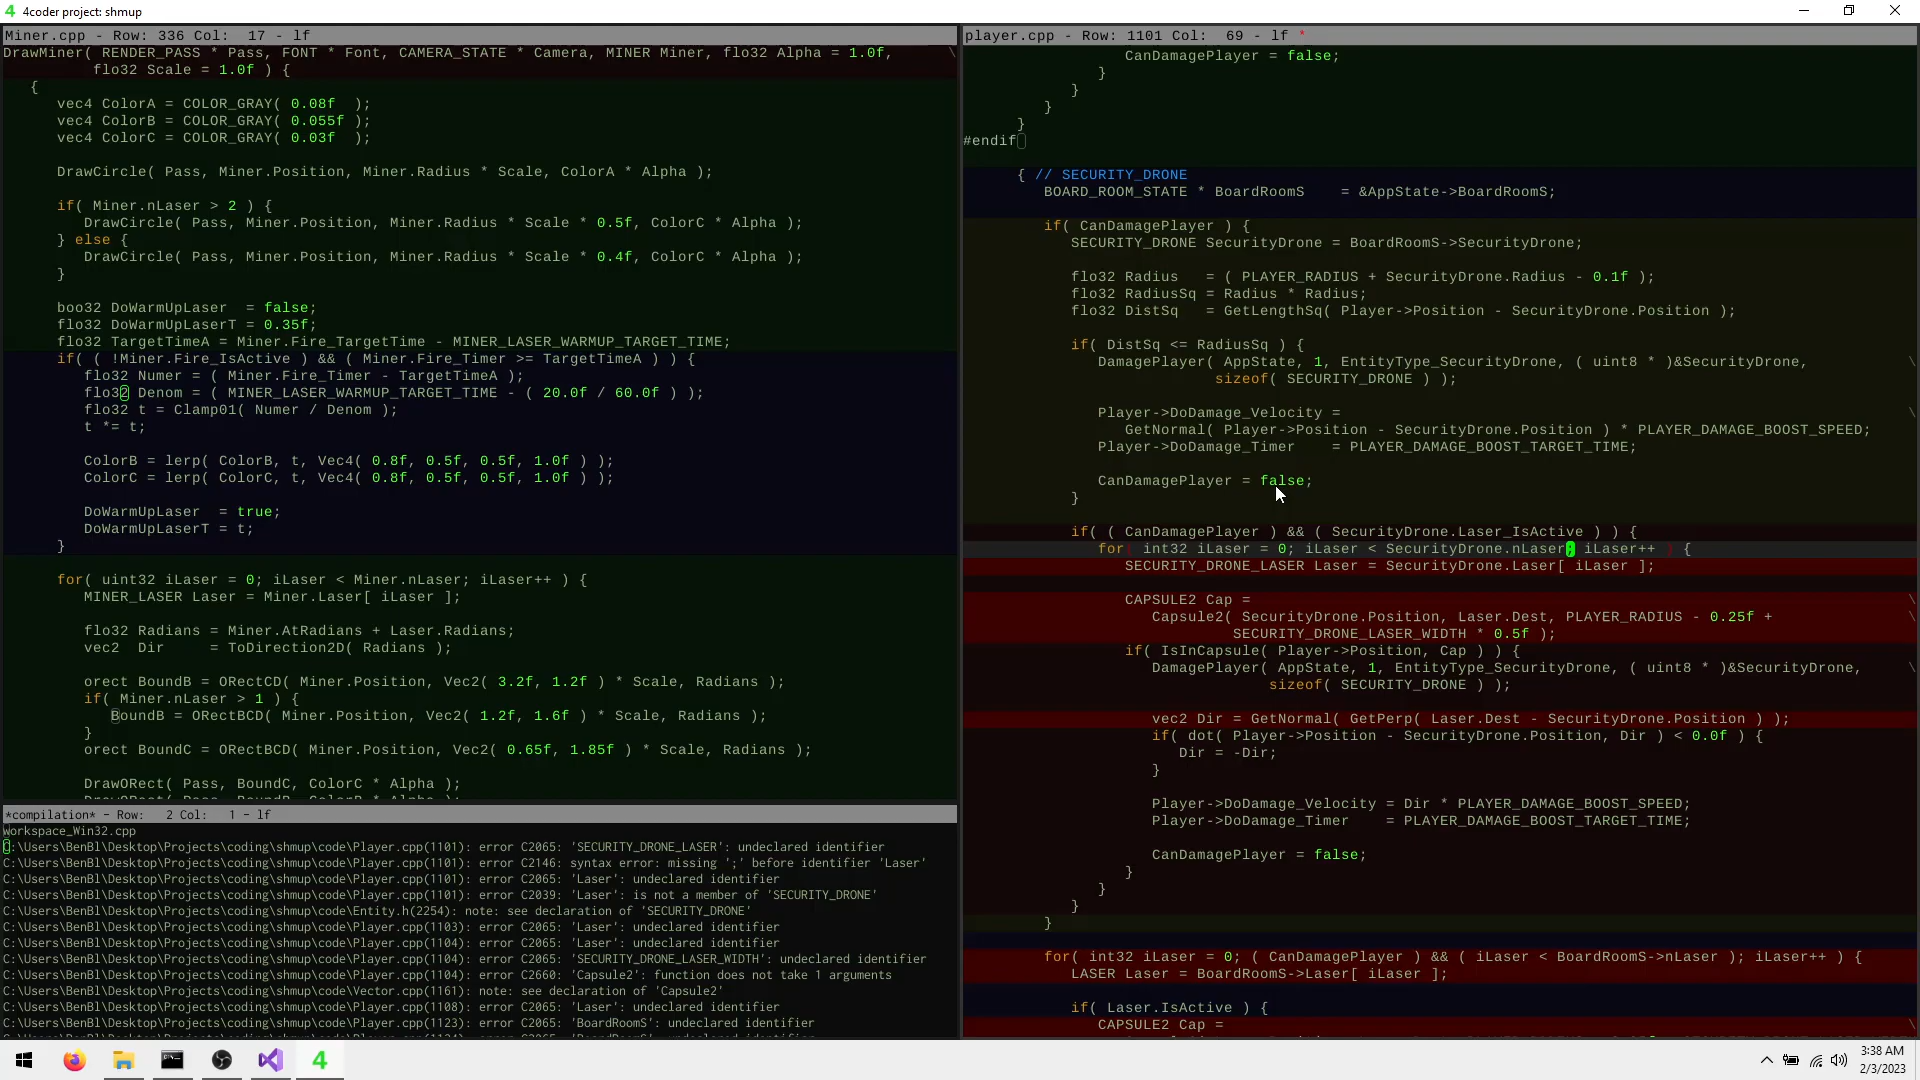 4coder project: shmup
Miner.cpp - Row: 336 Col:  17 - lf
DrawMiner( RENDER_PASS * Pass, FONT * Font, CAMERA_STATE * Camera, MINER Miner, flo32 Alpha = 1.0f, \
flo32 Scale = 1.0f ) {
{
vec4 ColorA = COLOR_GRAY( 0.08f  );
vec4 ColorB = COLOR_GRAY( 0.055f );
vec4 ColorC = COLOR_GRAY( 0.03f  );
DrawCircle( Pass, Miner.Position, Miner.Radius * Scale, ColorA * Alpha );
if( Miner.nLaser > 2 ) {
DrawCircle( Pass, Miner.Position, Miner.Radius * Scale * 0.5f, ColorC * Alpha );
} else {
DrawCircle( Pass, Miner.Position, Miner.Radius * Scale * 0.4f, ColorC * Alpha );
}
boo32 DoWarmUpLaser  = false;
flo32 DoWarmUpLaserT = 0.35f;
flo32 TargetTimeA = Miner.Fire_TargetTime - MINER_LASER_WARMUP_TARGET_TIME;
if( ( !Miner.Fire_IsActive ) && ( Miner.Fire_Timer >= TargetTimeA ) ) {
flo32 Numer = ( Miner.Fire_Timer - TargetTimeA );
flo32 Denom = ( MINER_LASER_WARMUP_TARGET_TIME - ( 20.0f / 60.0f ) );
flo32 t = Clamp01( Numer / Denom );
t *= t;
ColorB = lerp( ColorB, t, Vec4( 0.8f, 0.5f, 0.5f, 1.0f ) );
ColorC = lerp( ColorC, t, Vec4( 0.8f, 0.5f, 0.5f, 1.0f ) );
DoWarmUpLaser  = true;
DoWarmUpLaserT = t;
}
for( uint32 iLaser = 0; iLaser < Miner.nLaser; iLaser++ ) {
MINER_LASER Laser = Miner.Laser[ iLaser ];
flo32 Radians = Miner.AtRadians + Laser.Radians;
vec2  Dir     = ToDirection2D( Radians );
orect BoundB = ORectCD( Miner.Position, Vec2( 3.2f, 1.2f ) * Scale, Radians );
if( Miner.nLaser > 1 ) {
BoundB = ORectBCD( Miner.Position, Vec2( 1.2f, 1.6f ) * Scale, Radians );
}
orect BoundC = ORectBCD( Miner.Position, Vec2( 0.65f, 1.85f ) * Scale, Radians );
DrawORect( Pass, BoundC, ColorC * Alpha );
DrawORect( Pass, BoundB, ColorB * Alpha );
*compilation* - Row:   2 Col:   1 - lf
Workspace_Win32.cpp
C:\Users\BenBl\Desktop\Projects\coding\shmup\code\Player.cpp(1101): error C2065: 'SECURITY_DRONE_LASER': undeclared identifier
C:\Users\BenBl\Desktop\Projects\coding\shmup\code\Player.cpp(1101): error C2146: syntax error: missing ';' before identifier 'Laser'
C:\Users\BenBl\Desktop\Projects\coding\shmup\code\Player.cpp(1101): error C2065: 'Laser': undeclared identifier
C:\Users\BenBl\Desktop\Projects\coding\shmup\code\Player.cpp(1101): error C2039: 'Laser': is not a member of 'SECURITY_DRONE'
C:\Users\BenBl\Desktop\Projects\coding\shmup\code\Entity.h(2254): note: see declaration of 'SECURITY_DRONE'
C:\Users\BenBl\Desktop\Projects\coding\shmup\code\Player.cpp(1103): error C2065: 'Laser': undeclared identifier
C:\Users\BenBl\Desktop\Projects\coding\shmup\code\Player.cpp(1104): error C2065: 'Laser': undeclared identifier
C:\Users\BenBl\Desktop\Projects\coding\shmup\code\Player.cpp(1104): error C2065: 'SECURITY_DRONE_LASER_WIDTH': undeclared identifier
C:\Users\BenBl\Desktop\Projects\coding\shmup\code\Player.cpp(1104): error C2660: 'Capsule2': function does not take 1 arguments
C:\Users\BenBl\Desktop\Projects\coding\shmup\code\Vector.cpp(1161): note: see declaration of 'Capsule2'
C:\Users\BenBl\Desktop\Projects\coding\shmup\code\Player.cpp(1108): error C2065: 'Laser': undeclared identifier
C:\Users\BenBl\Desktop\Projects\coding\shmup\code\Player.cpp(1123): error C2065: 'BoardRoomS': undeclared identifier
player.cpp - Row: 1101 Col:  69 - lf *
CanDamagePlayer = false;
}
}
}
}
#endif
{ // SECURITY_DRONE
BOARD_ROOM_STATE * BoardRoomS    = &AppState->BoardRoomS;
if( CanDamagePlayer ) {
SECURITY_DRONE SecurityDrone = BoardRoomS->SecurityDrone;
flo32 Radius   = ( PLAYER_RADIUS + SecurityDrone.Radius - 0.1f );
flo32 RadiusSq = Radius * Radius;
flo32 DistSq   = GetLengthSq( Player->Position - SecurityDrone.Position );
if( DistSq <= RadiusSq ) {
DamagePlayer( AppState, 1, EntityType_SecurityDrone, ( uint8 * )&SecurityDrone, \
sizeof( SECURITY_DRONE ) );
Player->DoDamage_Velocity = \
GetNormal( Player->Position - SecurityDrone.Position ) * PLAYER_DAMAGE_BOOST_SPEED;
Player->DoDamage_Timer    = PLAYER_DAMAGE_BOOST_TARGET_TIME;
CanDamagePlayer = false;
}
if( ( CanDamagePlayer ) && ( SecurityDrone.Laser_IsActive ) ) {
for( int32 iLaser = 0; iLaser < SecurityDrone.nLaser; iLaser++ ) {
SECURITY_DRONE_LASER Laser = SecurityDrone.Laser[ iLaser ];
CAPSULE2 Cap = \
Capsule2( SecurityDrone.Position, Laser.Dest, PLAYER_RADIUS - 0.25f + \
SECURITY_DRONE_LASER_WIDTH * 0.5f );
if( IsInCapsule( Player->Position, Cap ) ) {
DamagePlayer( AppState, 1, EntityType_SecurityDrone, ( uint8 * )&SecurityDrone, \
sizeof( SECURITY_DRONE ) );
vec2 Dir = GetNormal( GetPerp( Laser.Dest - SecurityDrone.Position ) );
if( dot( Player->Position - SecurityDrone.Position, Dir ) < 0.0f ) {
Dir = -Dir;
}
Player->DoDamage_Velocity = Dir * PLAYER_DAMAGE_BOOST_SPEED;
Player->DoDamage_Timer    = PLAYER_DAMAGE_BOOST_TARGET_TIME;
CanDamagePlayer = false;
}
}
}
}
for( int32 iLaser = 0; ( CanDamagePlayer ) && ( iLaser < BoardRoomS->nLaser ); iLaser++ ) {
LASER Laser = BoardRoomS->Laser[ iLaser ];
if( Laser.IsActive ) {
CAPSULE2 Cap = \
3:38 AM
2/3/2023